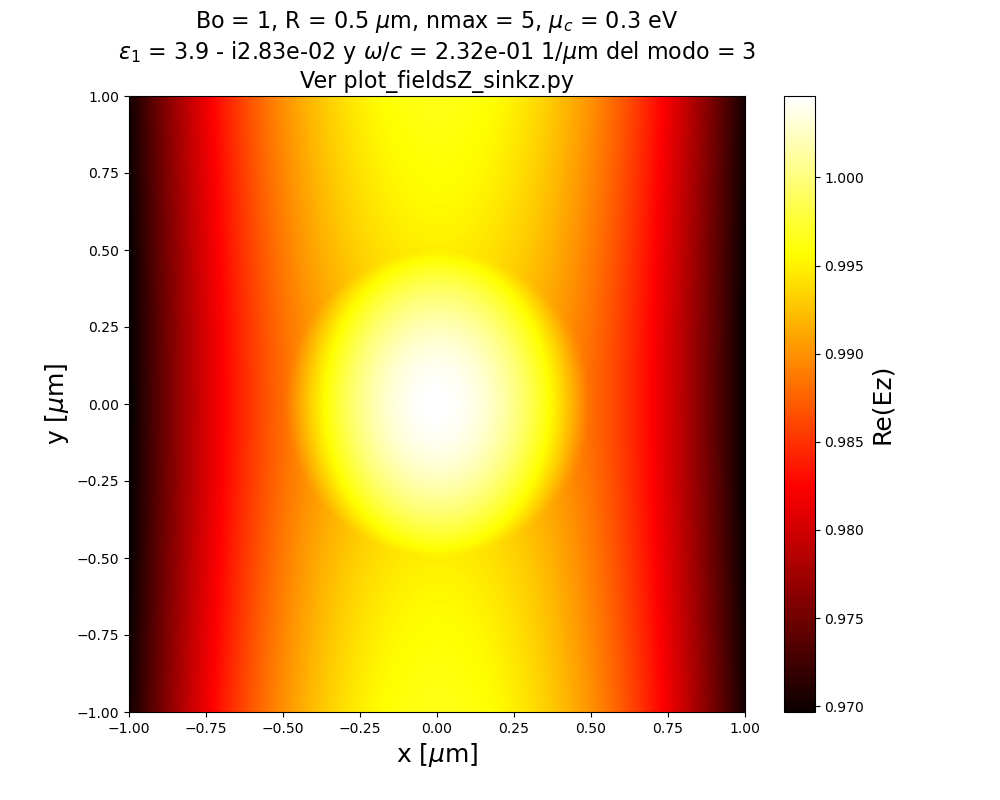 Bo = 1, R = 0.5 μm, nmax = 5, μc = 0.3 eV
ε1 = 3.9 - i2.83e-02 y ω/c = 2.32e-01 1/μm del modo = 3
Ver plot_fieldsZ_sinkz.py
1.00
0.75
0.50
0.25
0.00
−0.25
−0.50
−0.75
−1.00
y [μm]
−1.00 −0.75 −0.50 −0.25 0.00 0.25 0.50 0.75 1.00
x [μm]
1.000
0.995
0.990
0.985
0.980
0.975
0.970
Re(Ez)